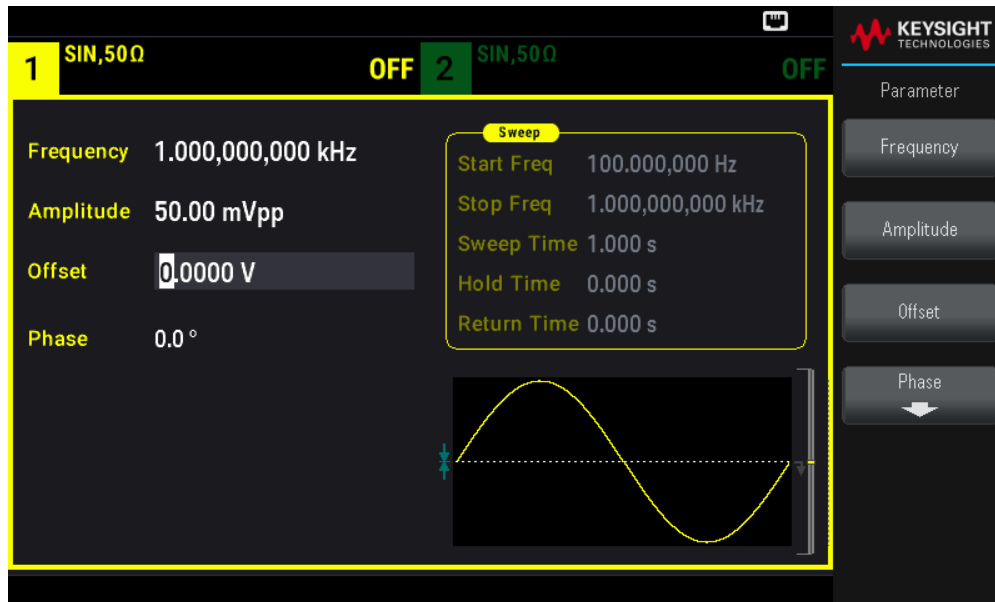 KEYSIGHT
TECHNOLOGIES
1 SIN,50Ω OFF 2 SIN,50Ω OFF
Parameter
Frequency 1.000,000,000 kHz
Amplitude 50.00 mVpp
Offset 0.0000 V
Phase 0.0 °
Sweep
Start Freq 100.000,000 Hz
Stop Freq 1.000,000,000 kHz
Sweep Time 1.000 s
Hold Time 0.000 s
Return Time 0.000 s
Frequency
Amplitude
Offset
Phase